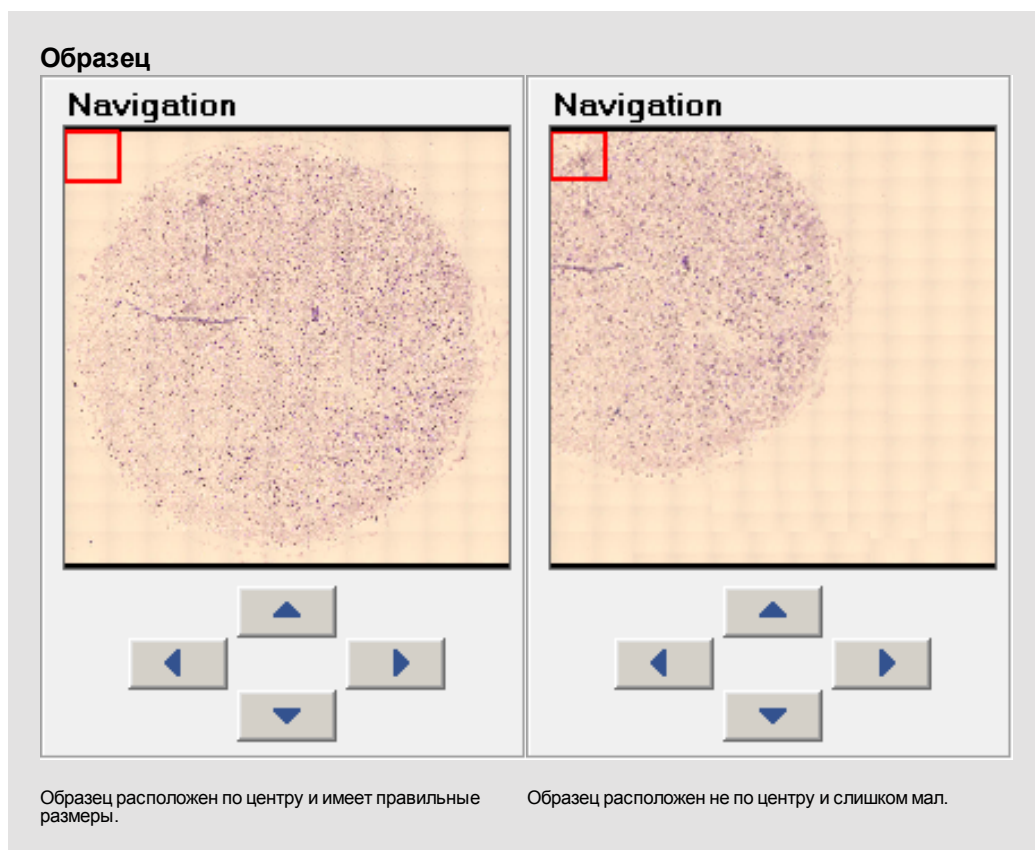 Образец
Navigation
Navigation
Образец расположен по центру и имеет правильные
размеры.
Образец расположен не по центру и слишком мал.